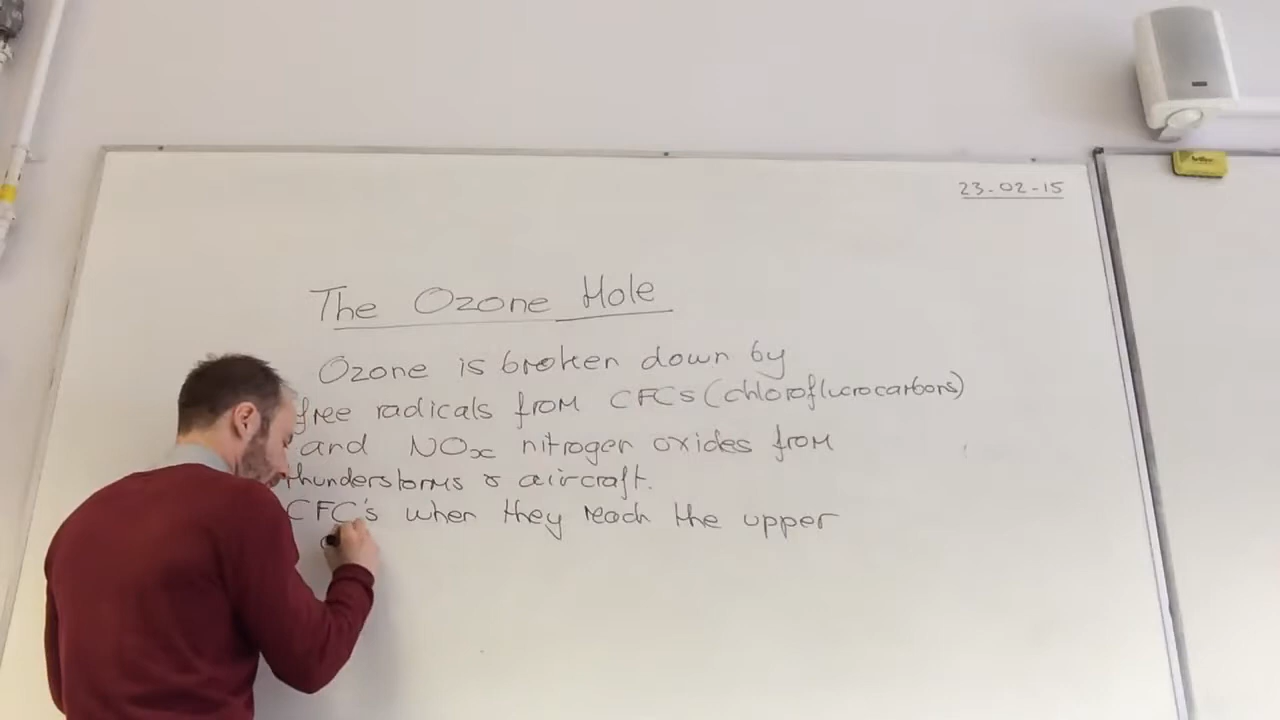 23-02-15
The Ozone Hole
Ozone is broken down by
free radicals from CFCs (chloroflucrocarbons)
and NOx nitrogen oxides from
thunderstorms & aircraft.
CFC's when they reach the upper